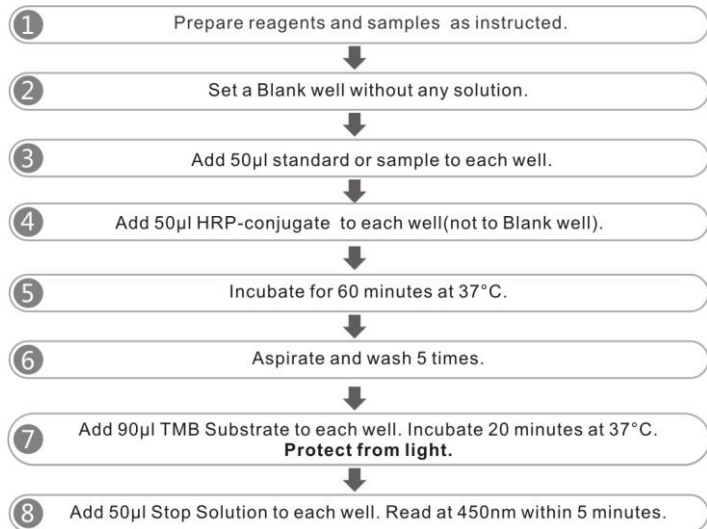 1 Prepare reagents and samples as instructed.
2 Set a Blank well without any solution.
3 Add 50µl standard or sample to each well.
4 Add 50µl HRP-conjugate to each well(not to Blank well).
5 Incubate for 60 minutes at 37°C.
6 Aspirate and wash 5 times.
7 Add 90µl TMB Substrate to each well. Incubate 20 minutes at 37°C.
Protect from light.
8 Add 50µl Stop Solution to each well. Read at 450nm within 5 minutes.